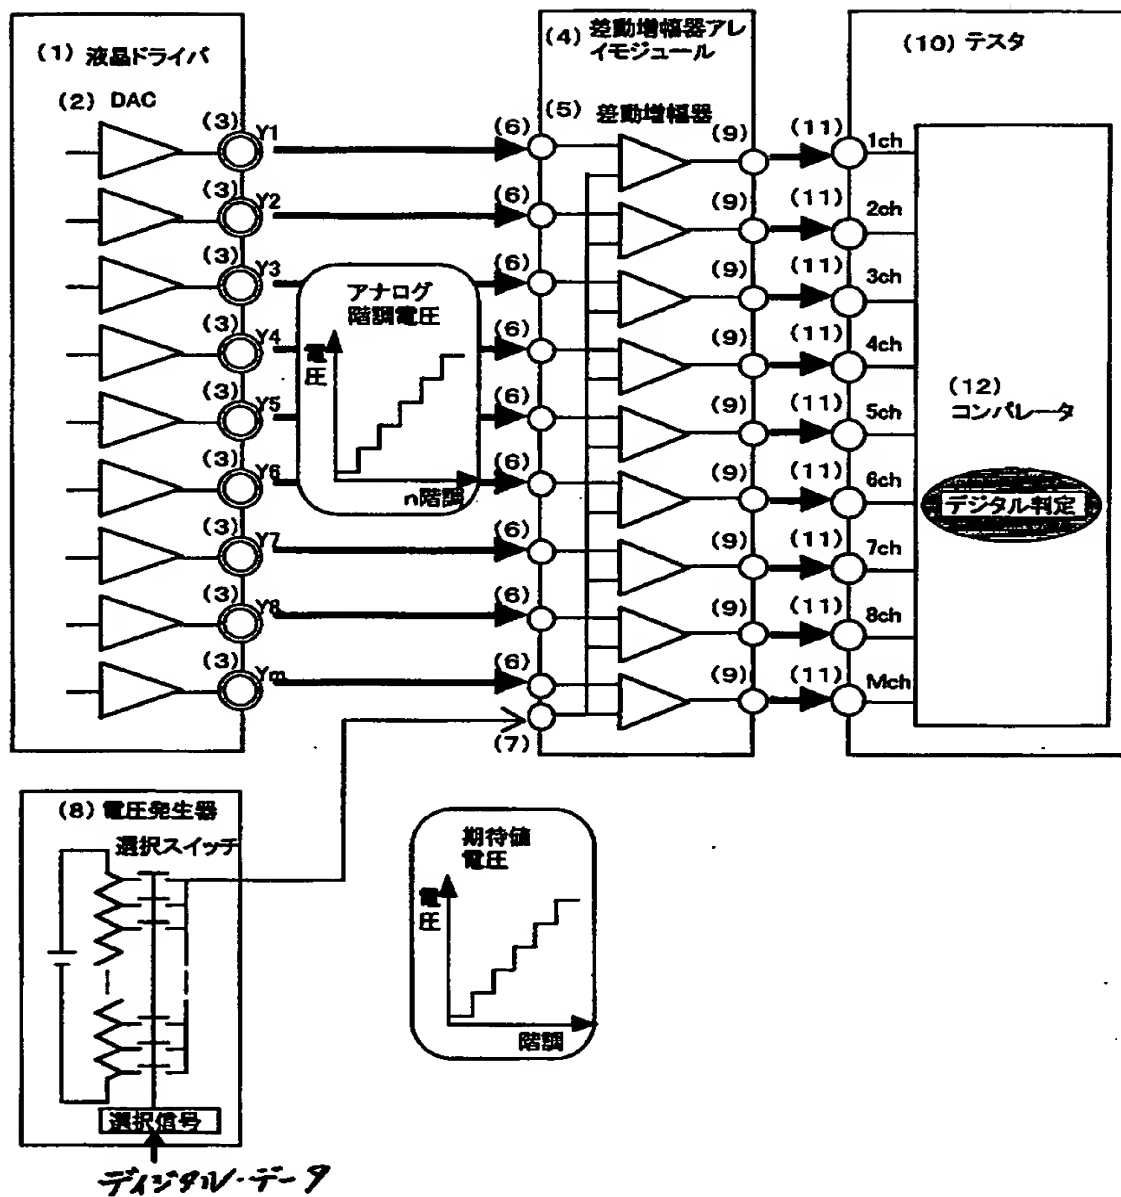 (1) 液晶ドライバ
(2) DAC
(3)
Y1
(3)
Y2
(3)
Y3
(3)
Y4
(3)
Y5
(3)
Y6
(3)
Y7
(3)
Y8
(3)
Ym
アナログ
階調電圧
電
圧
n階調
(4) 差動増幅器アレ
イモジュール
(5) 差動増幅器
(6)
(6)
(6)
(6)
(6)
(6)
(6)
(6)
(6)
(7)
(9)
(9)
(9)
(9)
(9)
(9)
(9)
(9)
(9)
(10) テスタ
(11)
1ch
(11)
2ch
(11)
3ch
(11)
4ch
(11)
5ch
(11)
6ch
(11)
7ch
(11)
8ch
(11)
Mch
(12)
コンパレータ
デジタル判定
(8) 電圧発生器
選択スイッチ
選択信号
ディジタル・データ
期待値
電圧
電
圧
階調